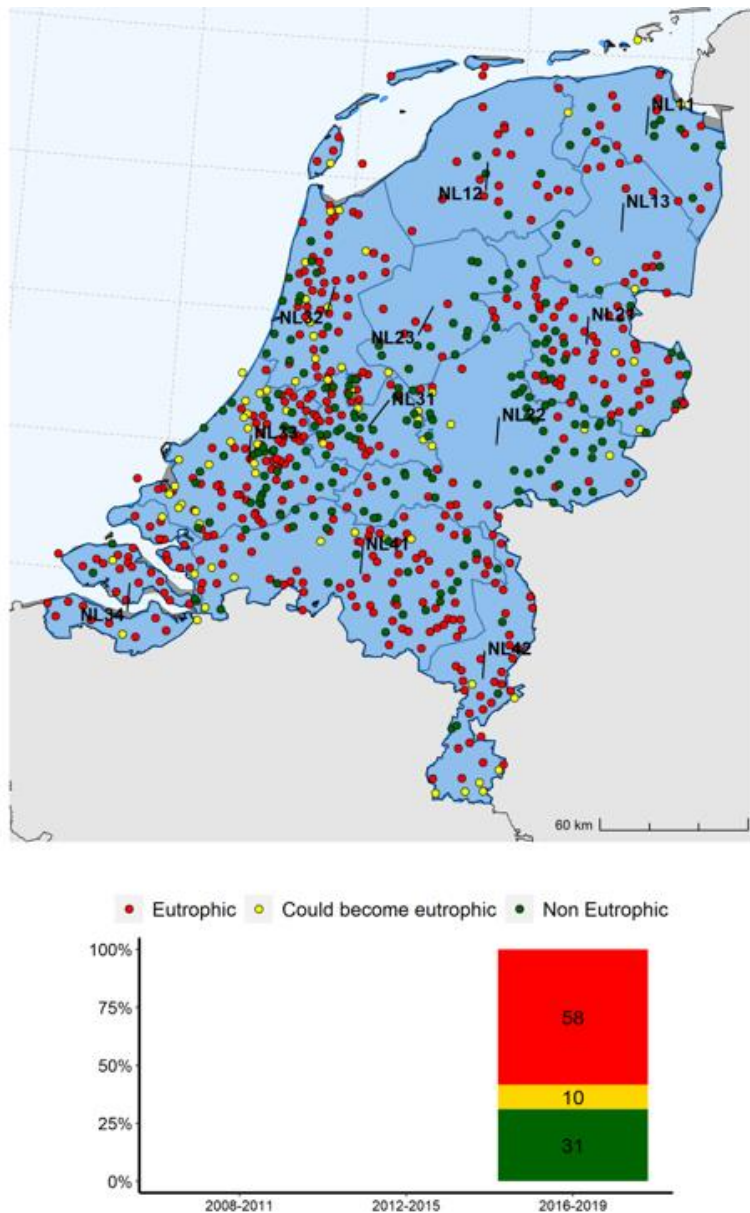 NL11
NL12
NL13
NL32
NL21
NL23
NL31
NL22
NL33
NL41
NL34
NL42
60 km
Eutrophic Could become eutrophic Non Eutrophic
100%
58
75%
50%
10
25%
31
0%
2008-2011 2012-2015 2016-2019